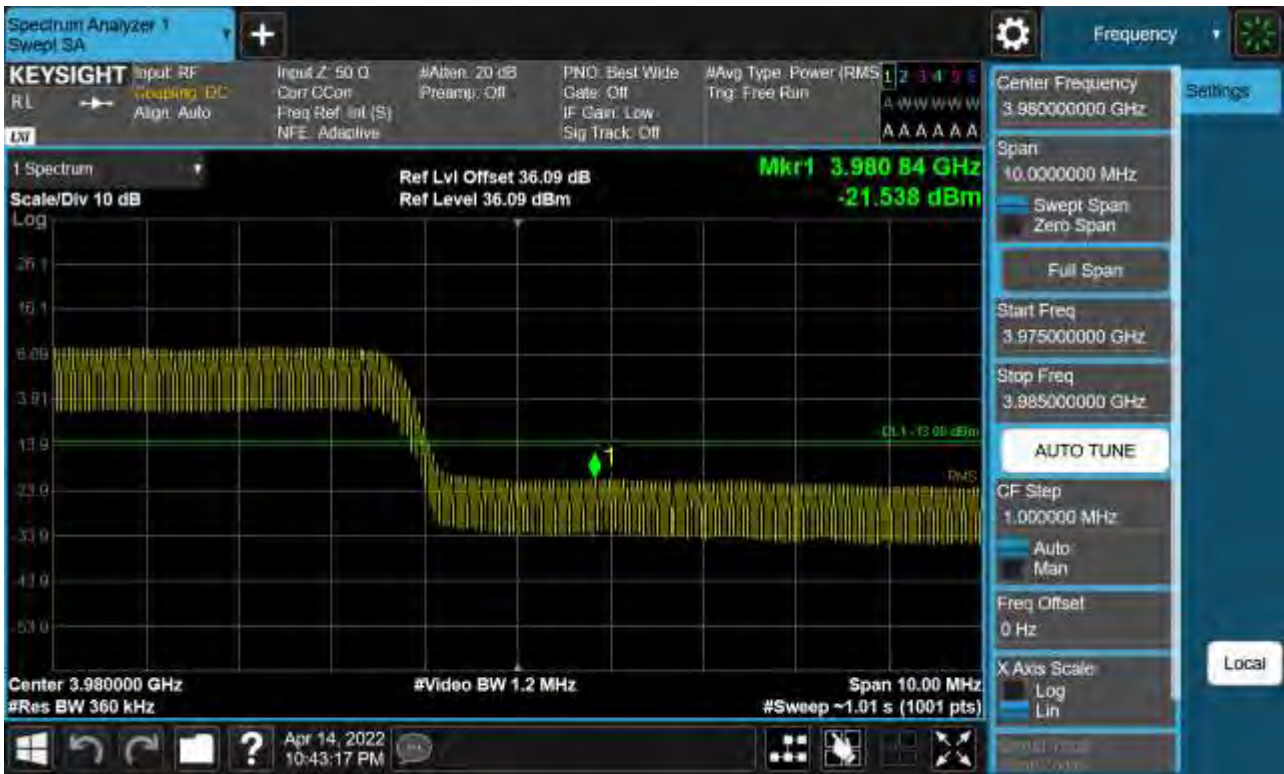 Spectrum Analyzer 1
Swept SA
Frequency
KEYSIGHT
RL
LXI
Input: RF
Coupling: DC
Align: Auto
Input Z: 50 Ω
Corr CCorr
Freq Ref: Int (S)
NFE: Adaptive
#Atten: 20 dB
Preamp: Off
PNO: Best Wide
Gate: Off
IF Gain: Low
Sig Track: Off
#Avg Type: Power (RMS
Trig: Free Run
1 2 3 4 5 6
A W W W W W
A A A A A A
1 Spectrum
Scale/Div 10 dB
Log
Ref Lvl Offset 36.09 dB
Ref Level 36.09 dBm
Mkr1 3.980 84 GHz
-21.538 dBm
26.1
16.1
6.09
-3.91
-13.9
-23.9
-33.9
-43.9
-53.9
DL1 -13.00 dBm
1
RMS
Center 3.980000 GHz
#Res BW 360 kHz
#Video BW 1.2 MHz
Span 10.00 MHz
#Sweep ~1.01 s (1001 pts)
Center Frequency
3.980000000 GHz
Settings
Span
10.0000000 MHz
Swept Span
Zero Span
Full Span
Start Freq
3.975000000 GHz
Stop Freq
3.985000000 GHz
AUTO TUNE
CF Step
1.000000 MHz
Auto
Man
Freq Offset
0 Hz
X Axis Scale
Log
Lin
Local
?
Apr 14, 2022
10:43:17 PM